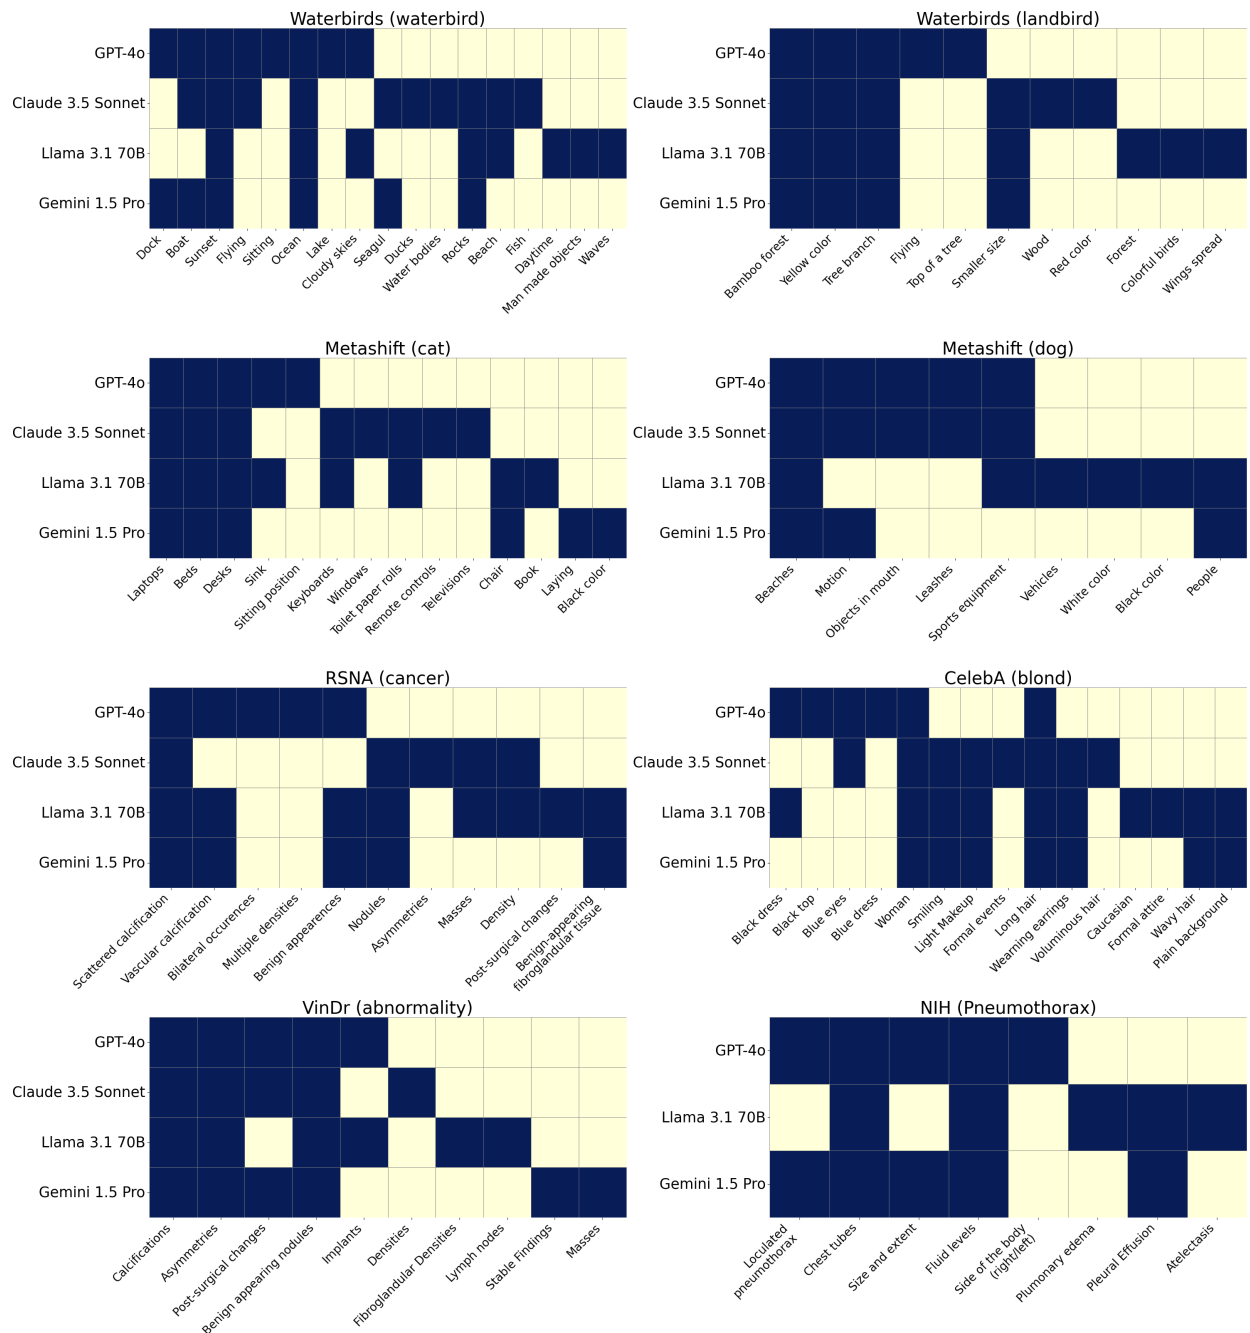 Waterbirds (waterbird)
GPT-4o
Claude 3.5 Sonnet
Llama 3.1 70B
Gemini 1.5 Pro
Dock
Boat
Sunset
Flying
Sitting
Ocean
Lake
Cloudy skies
Seagul
Ducks
Water bodies
Rocks
Beach
Fish
Daytime
Man made objects
Waves
Waterbirds (landbird)
GPT-4o
Claude 3.5 Sonnet
Llama 3.1 70B
Gemini 1.5 Pro
Bamboo forest
Yellow color
Tree branch
Flying
Top of a tree
Smaller size
Wood
Red color
Forest
Colorful birds
Wings spread
Metashift (cat)
GPT-4o
Claude 3.5 Sonnet
Llama 3.1 70B
Gemini 1.5 Pro
Laptops
Beds
Desks
Sink
Sitting position
Keyboards
Windows
Toilet paper rolls
Remote controls
Televisions
Chair
Book
Laying
Black color
Metashift (dog)
GPT-4o
Claude 3.5 Sonnet
Llama 3.1 70B
Gemini 1.5 Pro
Beaches
Motion
Objects in mouth
Leashes
Sports equipment
Vehicles
White color
Black color
People
RSNA (cancer)
GPT-4o
Claude 3.5 Sonnet
Llama 3.1 70B
Gemini 1.5 Pro
Scattered calcification
Vascular calcification
Bilateral occurences
Multiple densities
Benign appearences
Nodules
Asymmetries
Masses
Density
Post-surgical changes
Benign-appearing
fibroglandular tissue
CelebA (blond)
GPT-4o
Claude 3.5 Sonnet
Llama 3.1 70B
Gemini 1.5 Pro
Black dress
Black top
Blue eyes
Blue dress
Woman
Smiling
Light Makeup
Formal events
Long hair
Wearning earrings
Voluminous hair
Caucasian
Formal attire
Wavy hair
Plain background
VinDr (abnormality)
GPT-4o
Claude 3.5 Sonnet
Llama 3.1 70B
Gemini 1.5 Pro
Calcifications
Asymmetries
Post-surgical changes
Benign appearing nodules
Implants
Densities
Fibroglandular Densities
Lymph nodes
Stable Findings
Masses
NIH (Pneumothorax)
GPT-4o
Llama 3.1 70B
Gemini 1.5 Pro
Loculated
pneumothorax
Chest tubes
Size and extent
Fluid levels
Side of the body
(right/left)
Plumonary edema
Pleural Effusion
Atelectasis